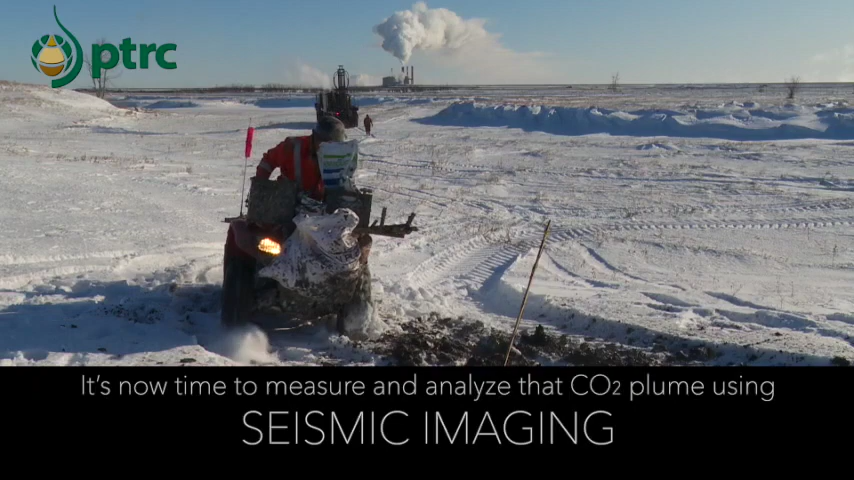 ptrc
It's now time to measure and analyze that CO2 plume using
SEISMIC IMAGING